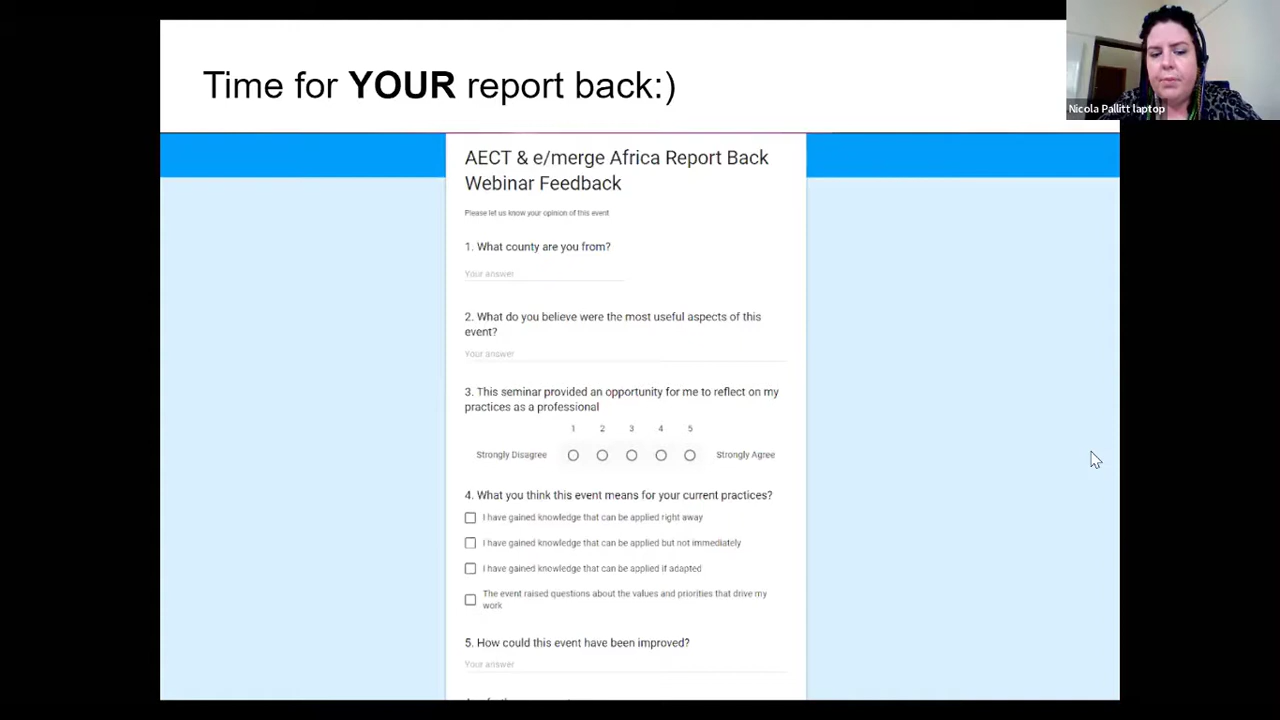 Time for YOUR report back:)
Nicola Pallitt laptop
AECT & e/merge Africa Report Back
Webinar Feedback
Please let us know your opinion of this event
1. What county are you from?
Your answer
2. What do you believe were the most useful aspects of this
event?
Your answer
3. This seminar provided an opportunity for me to reflect on my
practices as a professional
1 2 3 4 5
Strongly Disagree Strongly Agree
4. What you think this event means for your current practices?
I have gained knowledge that can be applied right away
I have gained knowledge that can be applied but not immediately
I have gained knowledge that can be applied if adapted
The event raised questions about the values and priorities that drive my
work
5. How could this event have been improved?
Your answer